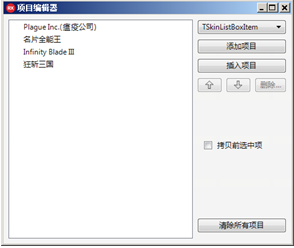 RX 项目编辑器
Plague Inc.(瘟疫公司)
名片全能王
Infinity Blade III
狂斩三国
TSkinListBoxItem
添加项目
插入项目
删除...
拷贝前选中项
清除所有项目